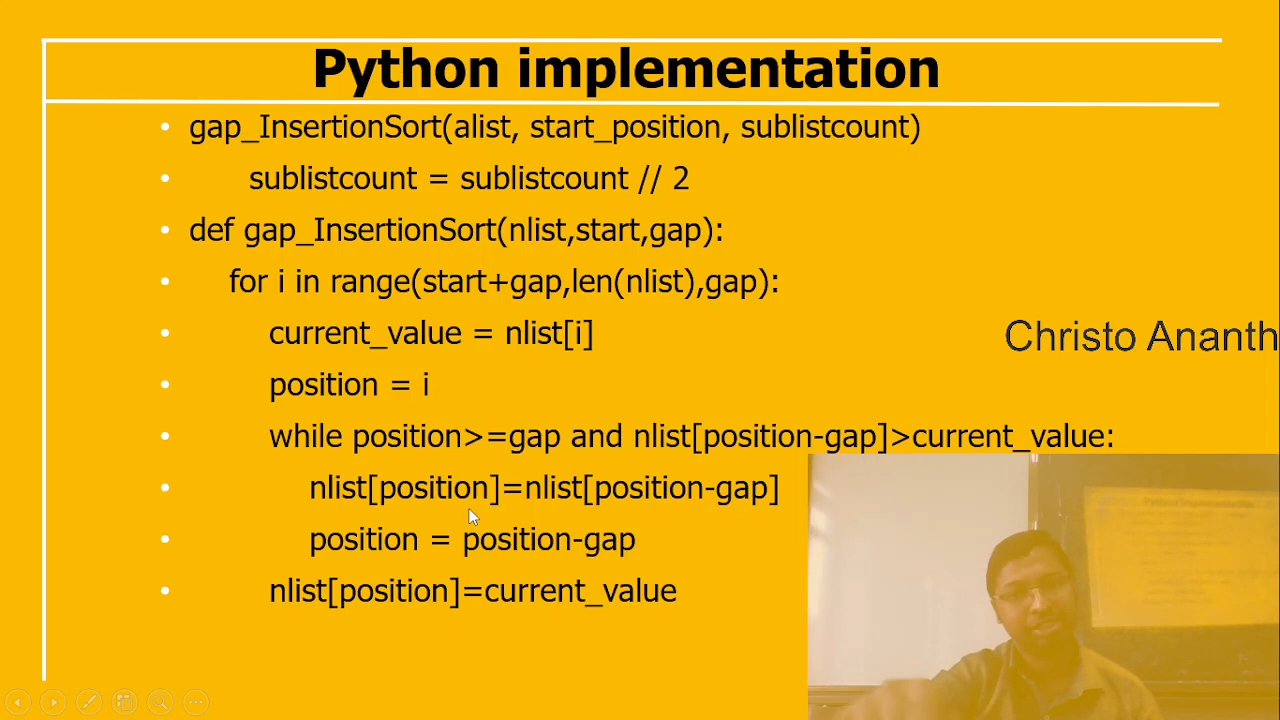 Python implementation
• gap_InsertionSort(alist, start_position, sublistcount)
• sublistcount = sublistcount // 2
• def gap_InsertionSort(nlist,start,gap):
• for i in range(start+gap,len(nlist),gap):
• current_value = nlist[i]
Christo Ananth
• position = i
• while position>=gap and nlist[position-gap]>current_value:
• nlist[position]=nlist[position-gap]
• position = position-gap
• nlist[position]=current_value